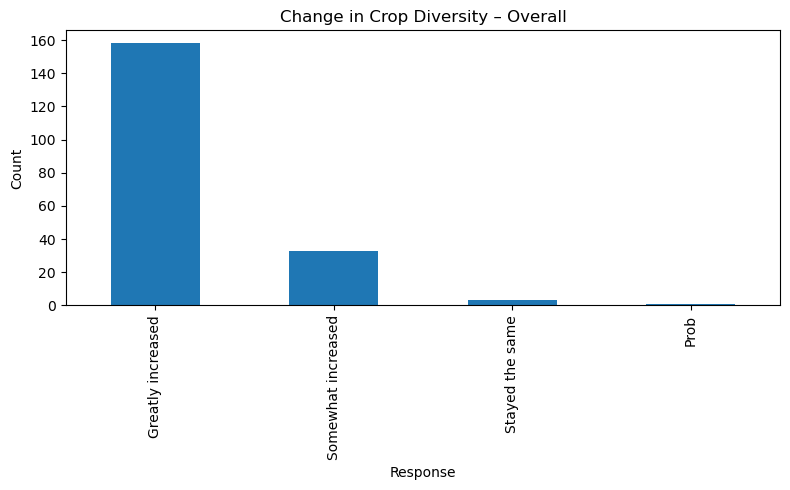 Change in Crop Diversity – Overall
Count
160
140
120
100
80
60
40
20
0
Greatly increased
Somewhat increased
Stayed the same
Prob
Response